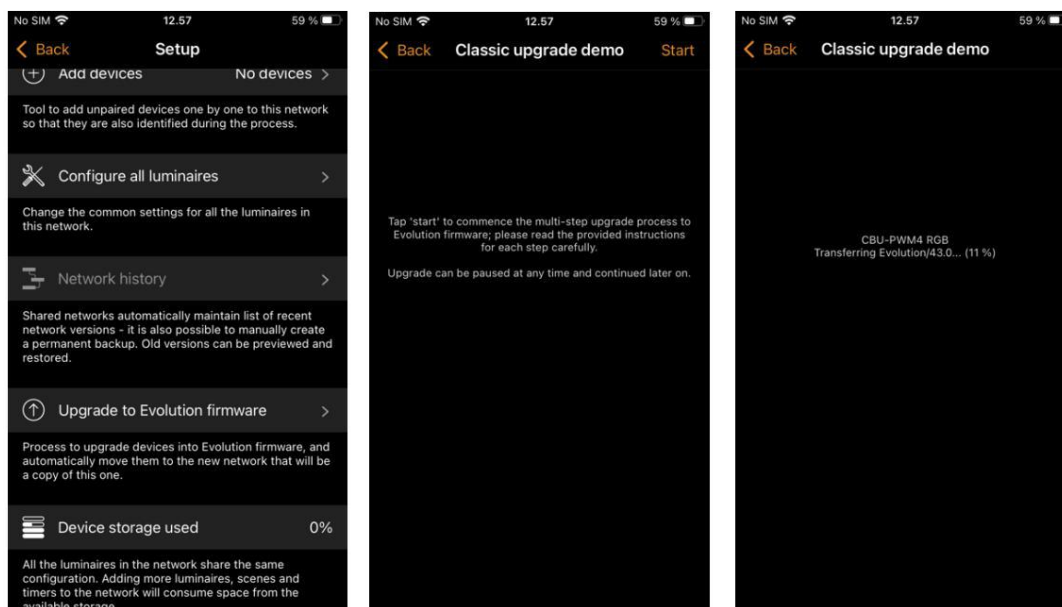 No SIM 12.57 59 %
Back Setup
Add devices No devices
Tool to add unpaired devices one by one to this network
so that they are also identified during the process.
Configure all luminaires
Change the common settings for all the luminaires in
this network.
Network history
Shared networks automatically maintain list of recent
network versions - it is also possible to manually create
a permanent backup. Old versions can be previewed and
restored.
Upgrade to Evolution firmware
Process to upgrade devices into Evolution firmware, and
automatically move them to the new network that will be
a copy of this one.
Device storage used 0%
All the luminaires in the network share the same
configuration. Adding more luminaires, scenes and
timers to the network will consume space from the
available storage.
No SIM 12.57 59 %
Back Classic upgrade demo Start
Tap 'start' to commence the multi-step upgrade process to
Evolution firmware; please read the provided instructions
for each step carefully.
Upgrade can be paused at any time and continued later on.
No SIM 12.57 59 %
Back Classic upgrade demo
CBU-PWM4 RGB
Transferring Evolution/43.0... (11 %)